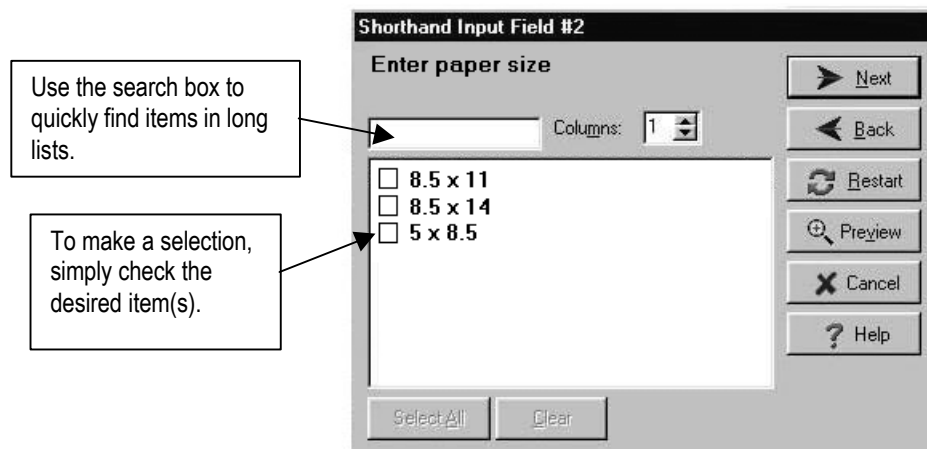 Shorthand Input Field #2
Enter paper size
Use the search box to
quickly find items in long
lists.
Columns: 1
8.5 x 11
8.5 x 14
5 x 8.5
To make a selection,
simply check the
desired item(s).
Next
Back
Restart
Preview
Cancel
? Help
Select All
Clear